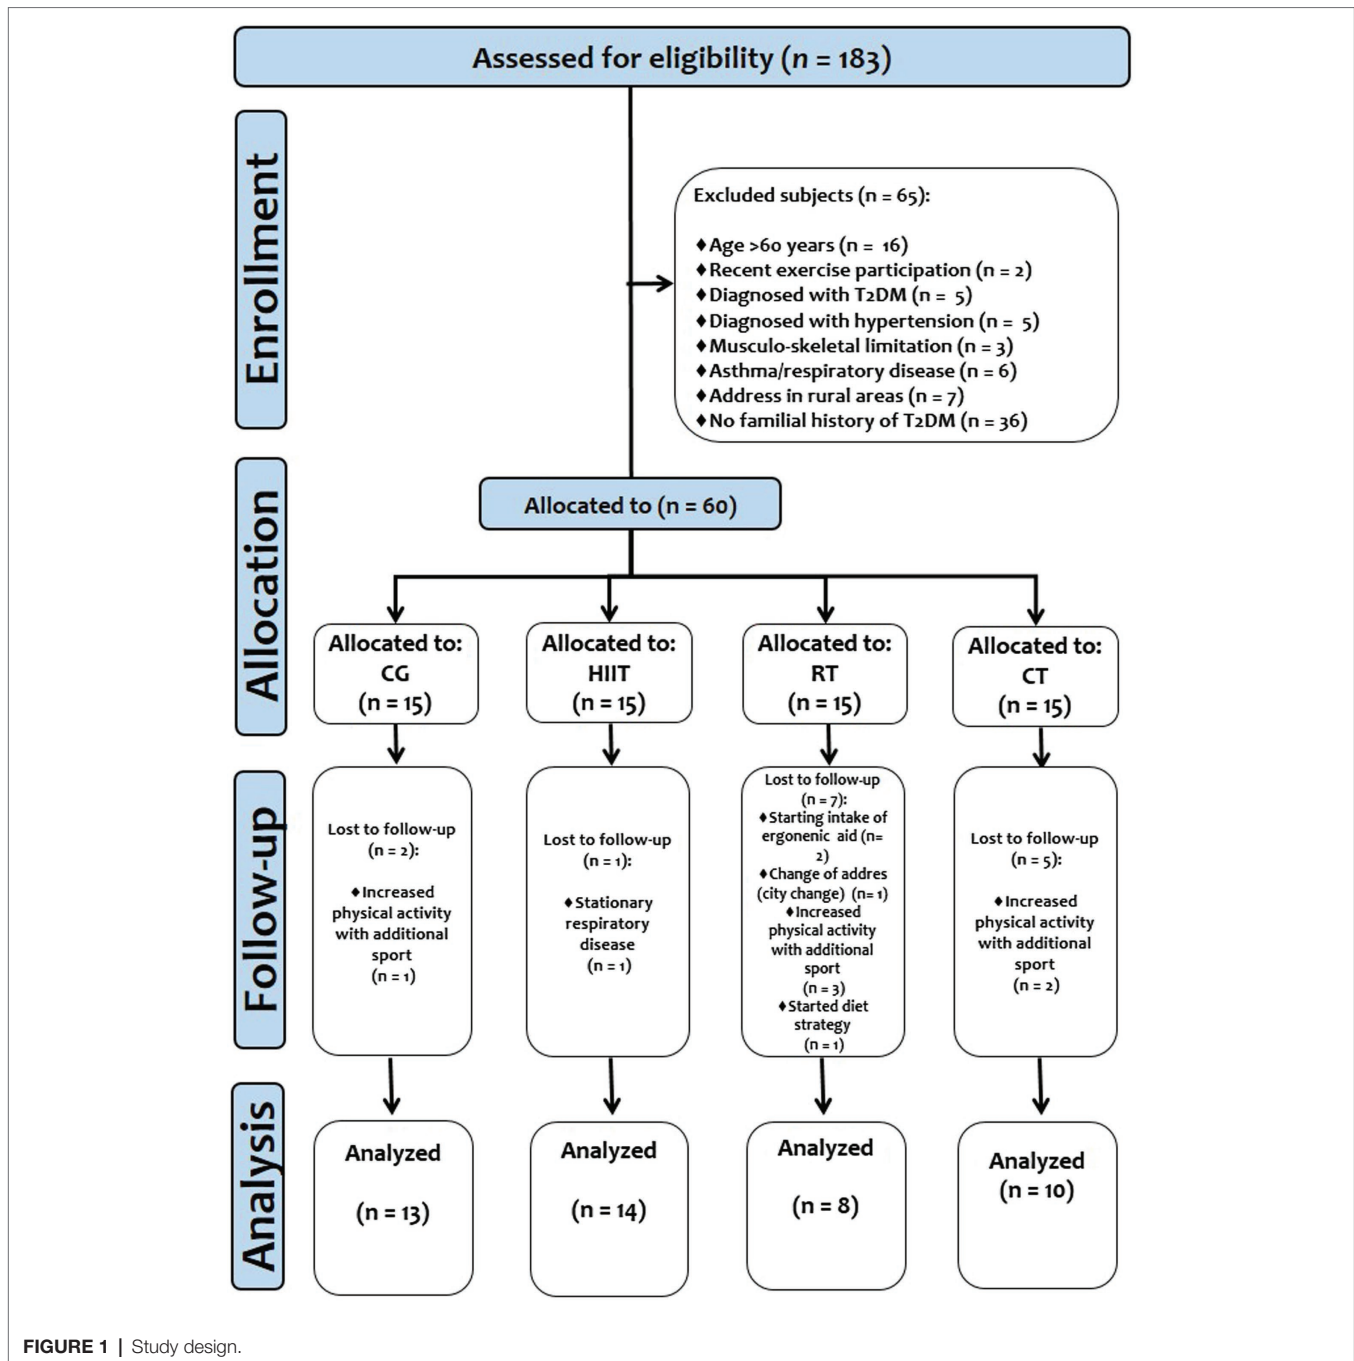 Assessed for eligibility (n = 183)
Enrollment
Excluded subjects (n = 65):
♦Age >60 years (n = 16)
♦Recent exercise participation (n = 2)
♦Diagnosed with T2DM (n = 5)
♦Diagnosed with hypertension (n = 5)
♦Musculo-skeletal limitation (n = 3)
♦Asthma/respiratory disease (n = 6)
♦Address in rural areas (n = 7)
♦No familial history of T2DM (n = 36)
Allocation
Allocated to (n = 60)
Allocated to:
CG
(n = 15)
Allocated to:
HIIT
(n = 15)
Allocated to:
RT
(n = 15)
Allocated to:
CT
(n = 15)
Follow-up
Lost to follow-up
(n = 2):
♦Increased
physical activity
with additional
sport
(n = 1)
Lost to follow-up
(n = 1):
♦Stationary
respiratory
disease
(n = 1)
Lost to follow-up
(n = 7):
♦Starting intake of
ergonenic aid (n=
2)
♦Change of addres
(city change) (n= 1)
♦Increased
physical activity
with additional
sport
(n = 3)
♦Started diet
strategy
(n = 1)
Lost to follow-up
(n = 5):
♦Increased
physical activity
with additional
sport
(n = 2)
Analysis
Analyzed
(n = 13)
Analyzed
(n = 14)
Analyzed
(n = 8)
Analyzed
(n = 10)
FIGURE 1 | Study design.